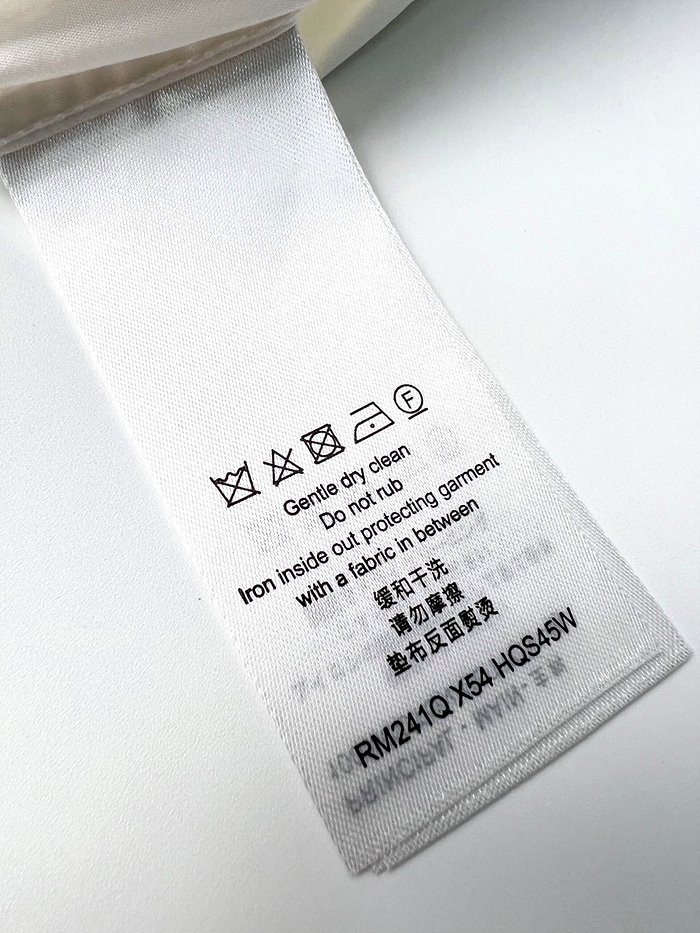 F
Gentle dry clean
Do not rub
Iron inside out protecting garment
with a fabric in between
缓和干洗
请勿摩擦
垫布反面熨烫
RM241Q X54 HQS45W